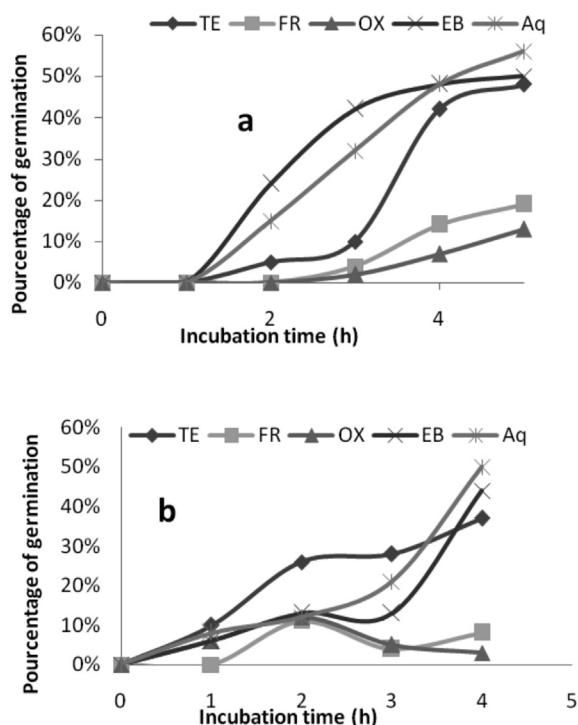 TE FR OX EB Aq
60%
50%
40%
30%
20%
10%
0%
Pourcentage of germination
a
0 2 4
Incubation time (h)
TE FR OX EB Aq
60%
50%
40%
30%
20%
10%
0%
Pourcentage of germination
b
0 1 2 3 4 5
Incubation time (h)